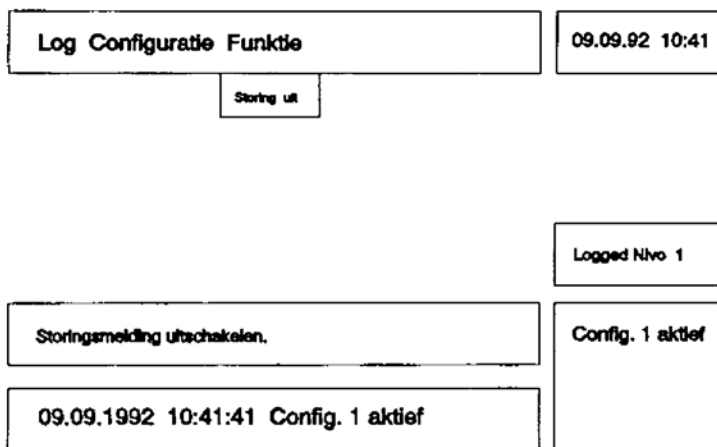 Log Configuratie Funktie
09.09.92 10:41
Storing uit
Logged Nivo 1
Storingsmelding uitschakelen.
Config. 1 aktief
09.09.1992 10:41:41 Config. 1 aktief